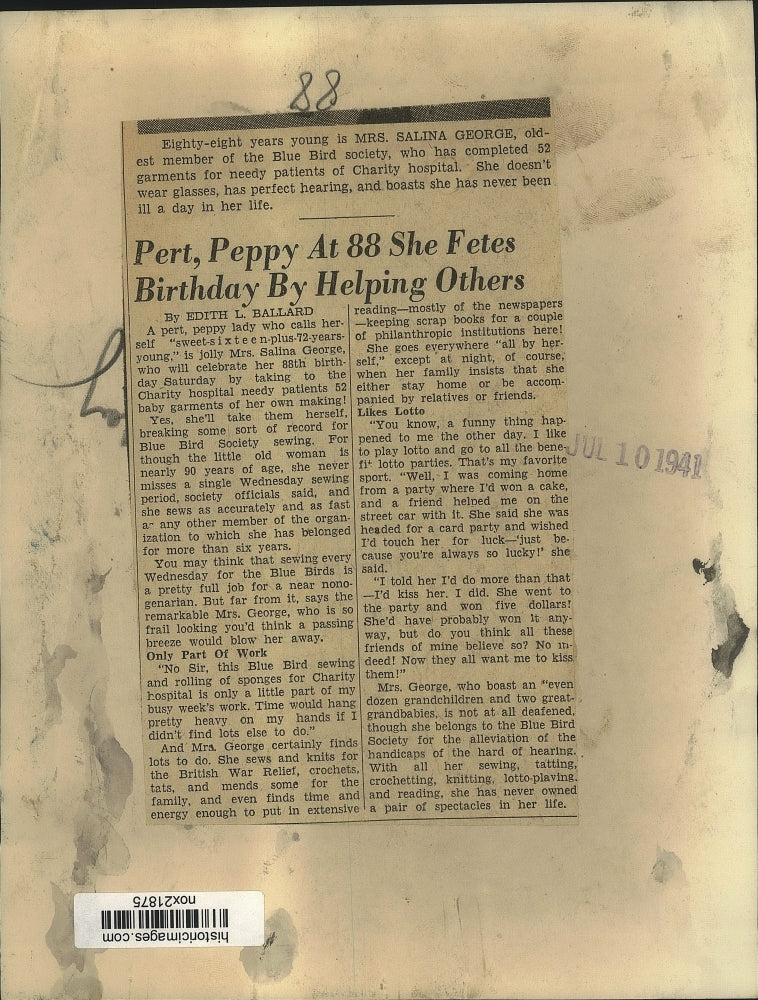 88
Eighty-eight years young is MRS. SALINA GEORGE, old-
est member of the Blue Bird society, who has completed 52
garments for needy patients of Charity hospital. She doesn't
wear glasses, has perfect hearing, and boasts she has never been
ill a day in her life.
Pert, Peppy At 88 She Fetes
Birthday By Helping Others
By EDITH L. BALLARD
A pert, peppy lady who calls her-
self "sweet-sixteen-plus-72-years-
young," is jolly Mrs. Salina George,
who will celebrate her 88th birth-
day Saturday by taking to the
Charity hospital needy patients 52
baby garments of her own making!
Yes, she'll take them herself,
breaking some sort of record for
Blue Bird Society sewing. For
though the little old woman is
nearly 90 years of age, she never
misses a single Wednesday sewing
period, society officials said, and
she sews as accurately and as fast
as any other member of the organ-
ization to which she has belonged
for more than six years.
You may think that sewing every
Wednesday for the Blue Birds is
a pretty full job for a near nono-
genarian. But far from it, says the
remarkable Mrs. George, who is so
frail looking you'd think a passing
breeze would blow her away.
Only Part Of Work
"No Sir, this Blue Bird sewing
and rolling of sponges for Charity
hospital is only a little part of my
busy week's work. Time would hang
pretty heavy on my hands if I
didn't find lots else to do."
And Mrs. George certainly finds
lots to do. She sews and knits for
the British War Relief, crochets,
tats, and mends some for the
family, and even finds time and
energy enough to put in extensive
reading—mostly of the newspapers
—keeping scrap books for a couple
of philanthropic institutions here!
She goes everywhere "all by her-
self," except at night, of course,
when her family insists that she
either stay home or be accom-
panied by relatives or friends.
Likes Lotto
"You know, a funny thing hap-
pened to me the other day. I like
to play lotto and go to all the bene-
fit lotto parties. That's my favorite
sport. "Well, I was coming home
from a party where I'd won a cake,
and a friend helped me on the
street car with it. She said she was
headed for a card party and wished
I'd touch her for luck—'just be-
cause you're always so lucky!' she
said.
"I told her I'd do more than that
—I'd kiss her. I did. She went to
the party and won five dollars!
She'd have probably won it any-
way, but do you think all these
friends of mine believe so? No in-
deed! Now they all want me to kiss
them!"
Mrs. George, who boast an "even
dozen grandchildren and two great-
grandbabies, is not at all deafened,
though she belongs to the Blue Bird
Society for the alleviation of the
handicaps of the hard of hearing.
With all her sewing, tatting,
crochetting, knitting, lotto-playing,
and reading, she has never owned
a pair of spectacles in her life.
JUL 10 1941
historicimages.com
nox21875